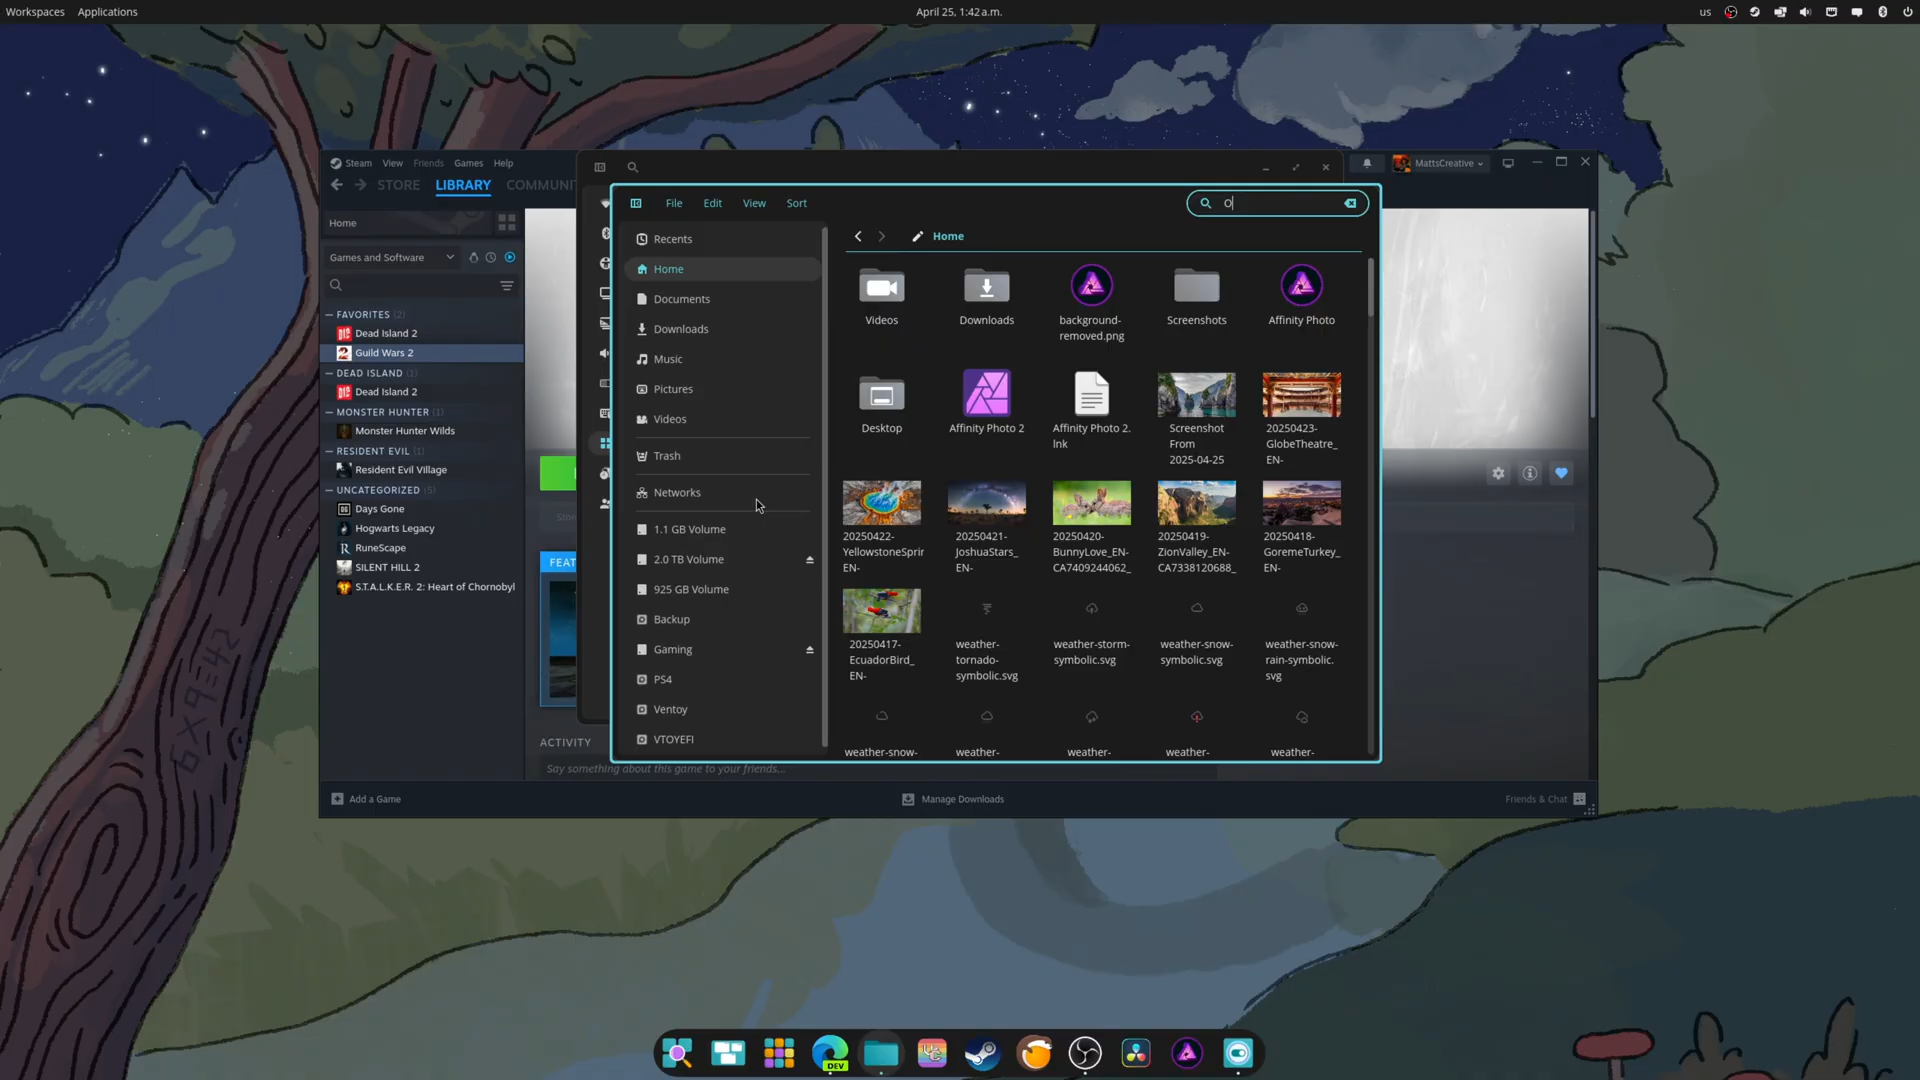 Workspaces
Applications
April 25, 1:42 a.m.
us
Steam
View
Friends
Games
Help
MattsCreative
STORE
LIBRARY
Home
Games and Software
FAVORITES (2)
Dead Island 2
Guild Wars 2
DEAD ISLAND (1)
Dead Island 2
MONSTER HUNTER (1)
Monster Hunter Wilds
RESIDENT EVIL (1)
Resident Evil Village
UNCATEGORIZED (5)
Days Gone
Hogwarts Legacy
RuneScape
SILENT HILL 2
S.T.A.L.K.E.R. 2: Heart of Chornobyl
ACTIVITY
Say something about this game to your friends...
Add a Game
Manage Downloads
Friends & Chat
File
Edit
View
Sort
O
Recents
Home
Documents
Downloads
Music
Pictures
Videos
Trash
Networks
1.1 GB Volume
2.0 TB Volume
925 GB Volume
Backup
Gaming
PS4
Ventoy
VTOYEFI
Home
Videos
Downloads
background-
removed.png
Screenshots
Affinity Photo
Desktop
Affinity Photo 2
Affinity Photo 2.
lnk
Screenshot
From
2025-04-25
20250423-
GlobeTheatre_
EN-
20250422-
YellowstoneSprir
EN-
20250421-
JoshuaStars_
EN-
20250420-
BunnyLove_EN-
CA7409244062_
20250419-
ZionValley_EN-
CA7338120688_
20250418-
GoremeTurkey_
EN-
20250417-
EcuadorBird_
EN-
weather-
tornado-
symbolic.svg
weather-storm-
symbolic.svg
weather-snow-
symbolic.svg
weather-snow-
rain-symbolic.
svg
weather-snow-
weather-
weather-
weather-
weather-
DEV
6x9=42